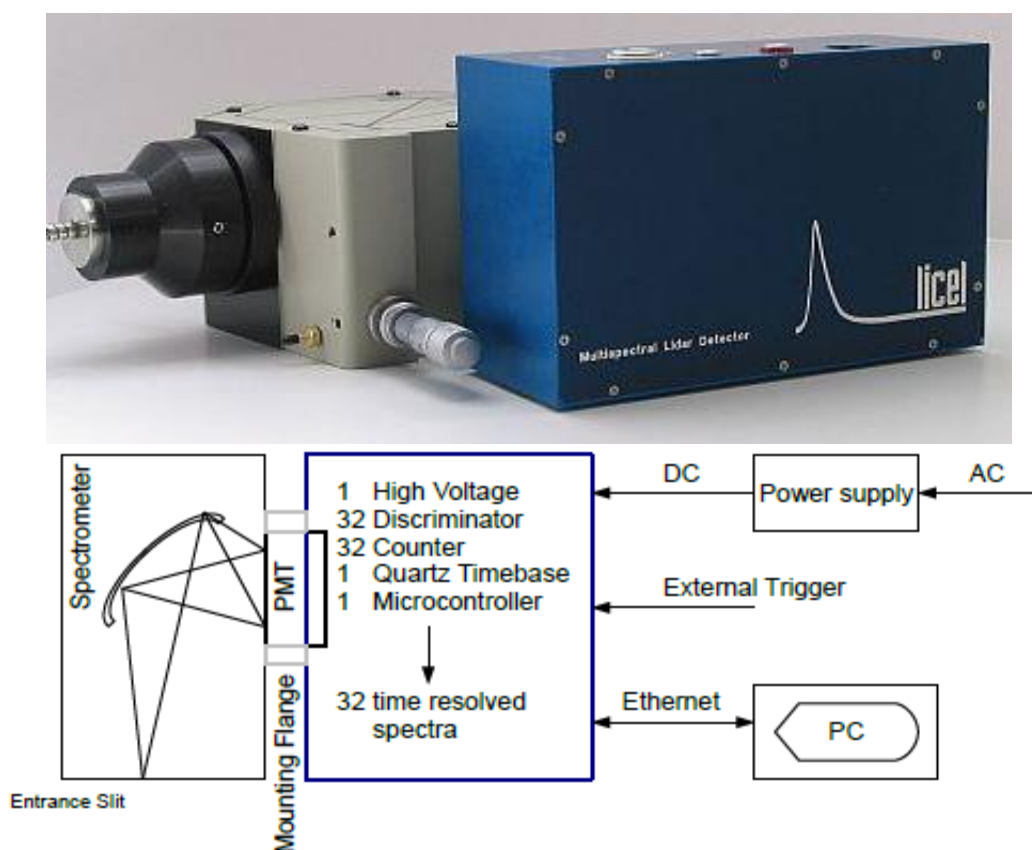 licel
Multispectral Lidar Detector
Spectrometer
PMT
Mounting Flange
Entrance Slit
1 High Voltage
32 Discriminator
32 Counter
1 Quartz Timebase
1 Microcontroller
32 time resolved
spectra
DC
Power supply
AC
External Trigger
Ethernet
PC